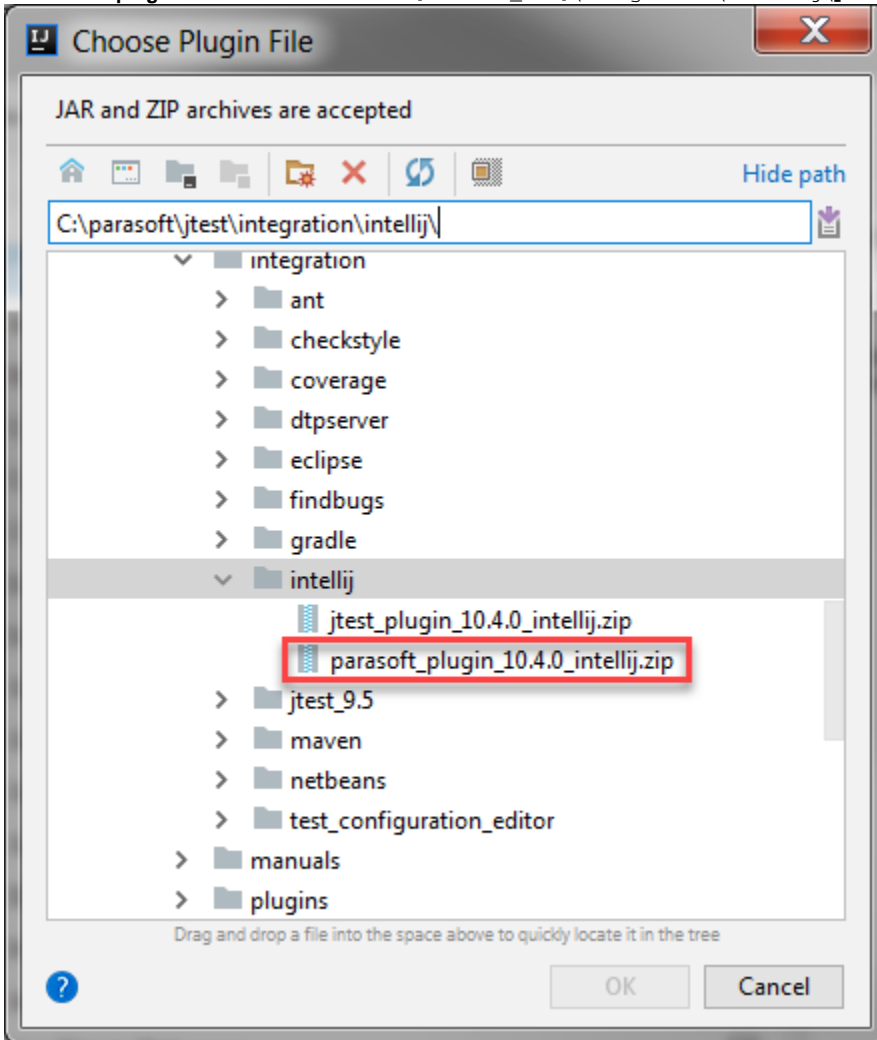 Choose Plugin File
JAR and ZIP archives are accepted
Hide path
C:\parasoft\jtest\integration\intellij\
integration
ant
checkstyle
coverage
dtpserver
eclipse
findbugs
gradle
intellij
jtest_plugin_10.4.0_intellij.zip
parasoft_plugin_10.4.0_intellij.zip
jtest_9.5
maven
netbeans
test_configuration_editor
manuals
plugins
Drag and drop a file into the space above to quickly locate it in the tree
? OK Cancel